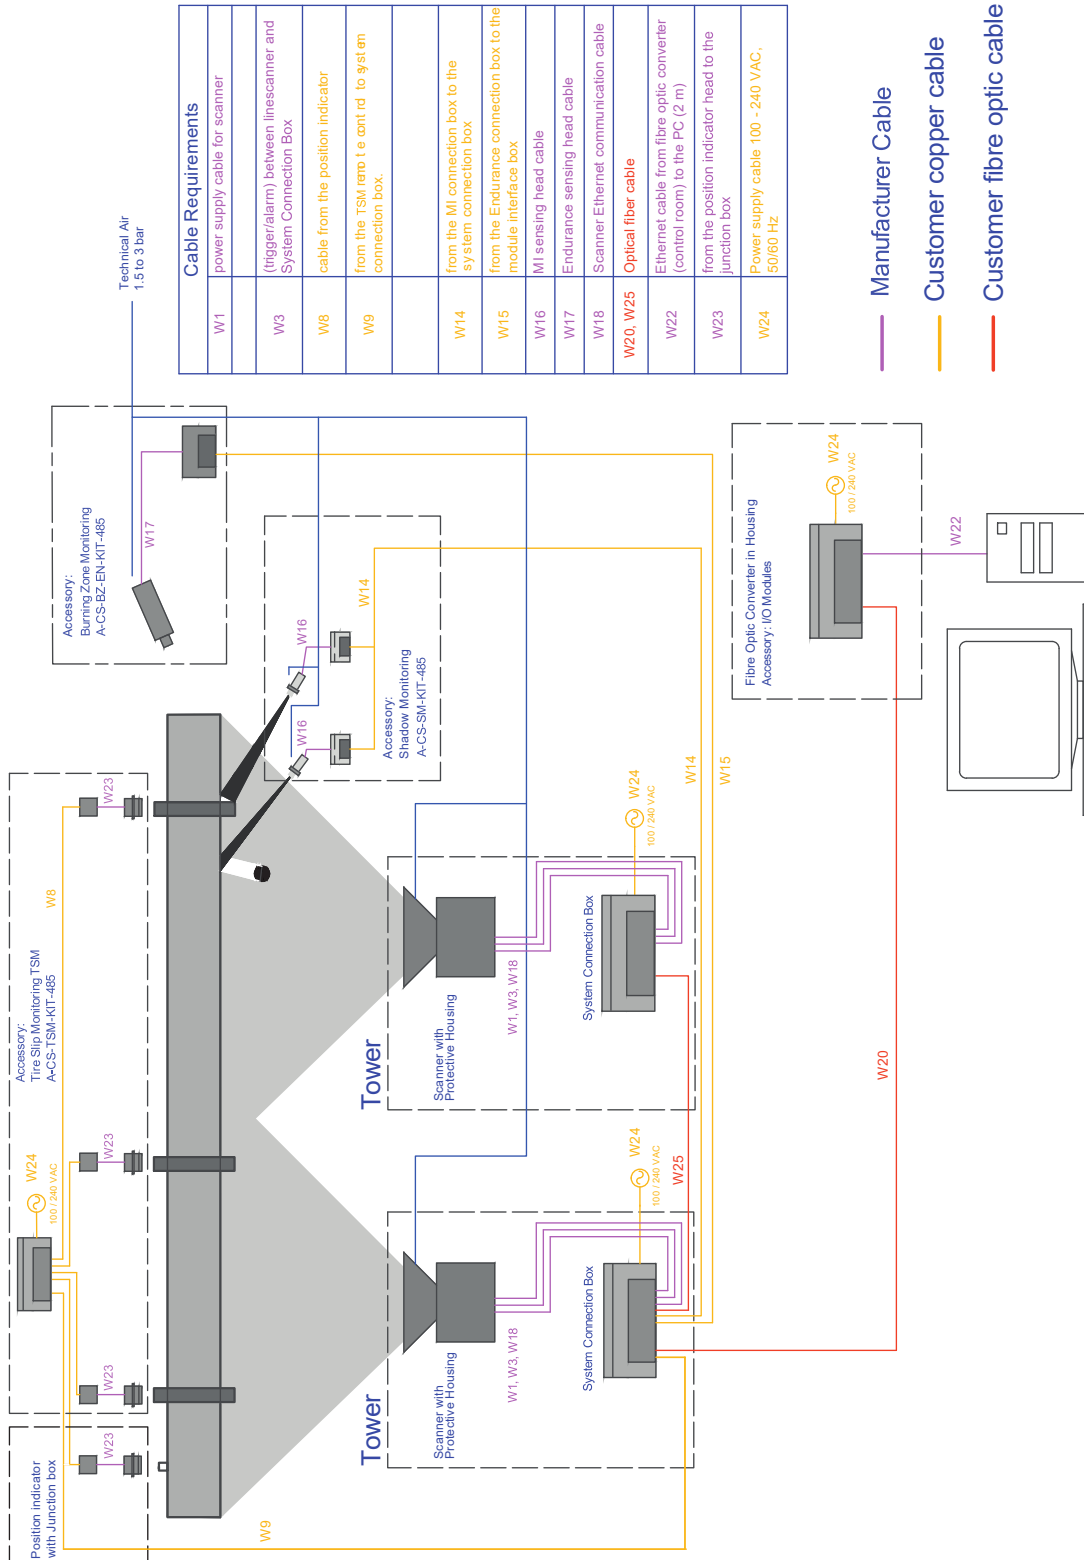 Technical Air
1.5 to 3 bar
Cable Requirements
W1 power supply cable for scanner
W3 (trigger/alarm) between linescanner and
System Connection Box
W8 cable from the position indicator
W9 from the TSM remote control to system
connection box.
W14 from the MI connection box to the
system connection box
W15 from the Endurance connection box to the
module interface box
W16 MI sensing head cable
W17 Endurance sensing head cable
W18 Scanner Ethernet communication cable
W20, W25 Optical fiber cable
W22 Ethernet cable from fibre optic converter
(control room) to the PC (2 m)
W23 from the position indicator head to the
junction box
W24 Power supply cable 100 - 240 VAC,
50/60 Hz
Manufacturer Cable
Customer copper cable
Customer fibre optic cable
Accessory:
Burning Zone Monitoring
A-CS-BZ-EN-KIT-485
W17
Accessory:
Shadow Monitoring
A-CS-SM-KIT-485
W16
W16
W14
Fibre Optic Converter in Housing
Accessory: I/O Modules
W24
100 / 240 VAC
W22
Accessory:
Tire Slip Monitoring TSM
A-CS-TSM-KIT-485
W8
W24
100 / 240 VAC
W23
W23
W23
Position indicator
with Junction box
W23
W9
Tower
Scanner with
Protective Housing
W1, W3, W18
System Connection Box
W24
100 / 240 VAC
Tower
Scanner with
Protective Housing
W1, W3, W18
System Connection Box
W24
100 / 240 VAC
W25
W14
W15
W20